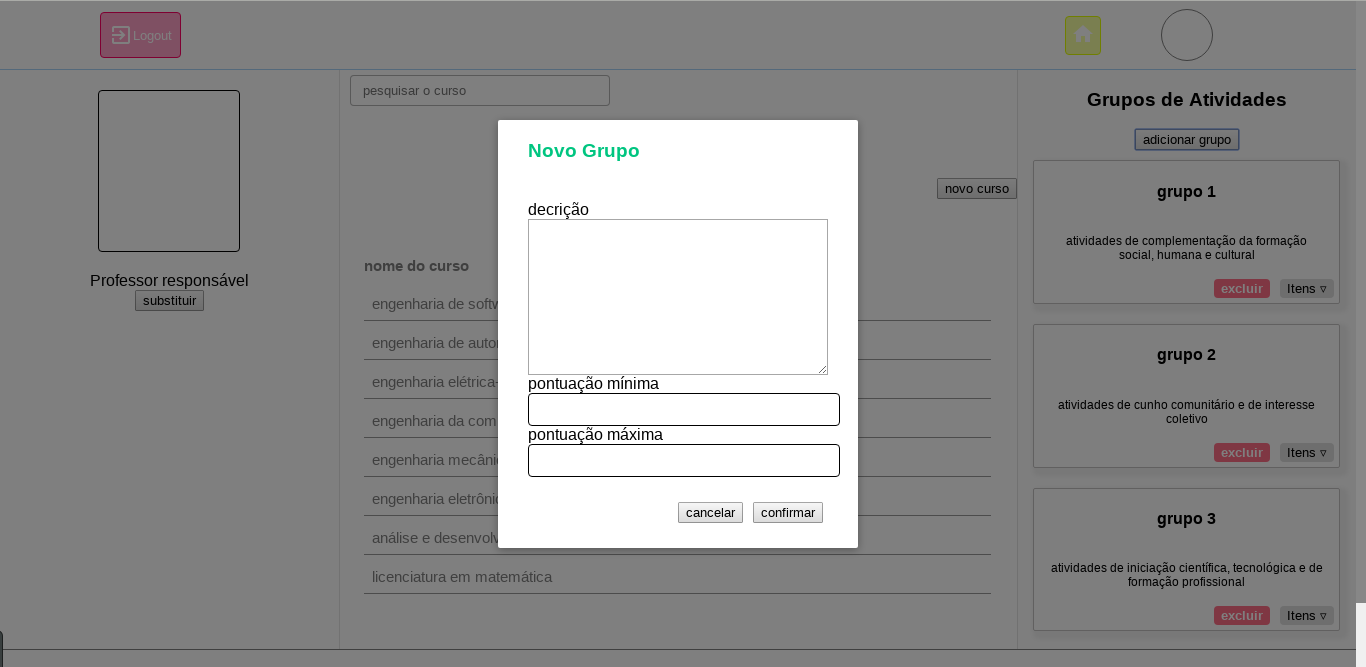 Logout
pesquisar o curso
Grupos de Atividades
adicionar grupo
Novo Grupo
novo curso
grupo 1
decrição
atividades de complementação da formação
social, humana e cultural
nome do curso
Professor responsável
substituir
excluir
Itens ▿
engenharia de softw
engenharia de auto
engenharia elétrica-
engenharia da com
engenharia mecânic
engenharia eletrôni
análise e desenvolv
licenciatura em matemática
grupo 2
atividades de cunho comunitário e de interesse
coletivo
excluir
Itens ▿
pontuação mínima
pontuação máxima
cancelar
confirmar
grupo 3
atividades de iniciação científica, tecnológica e de
formação profissional
excluir
Itens ▿